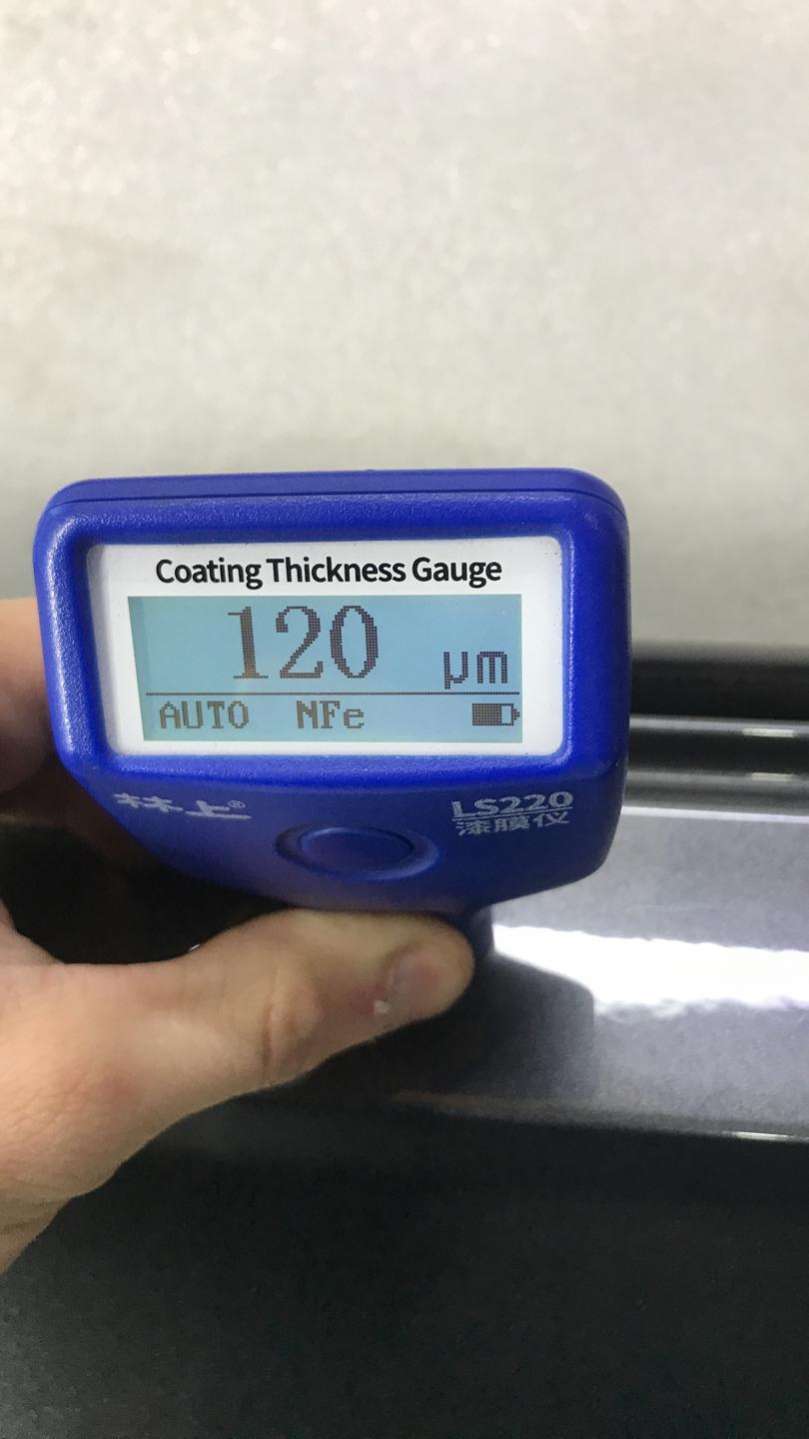 Coating Thickness Gauge
120 μm
AUTO NFe
林上®
LS220
漆膜仪